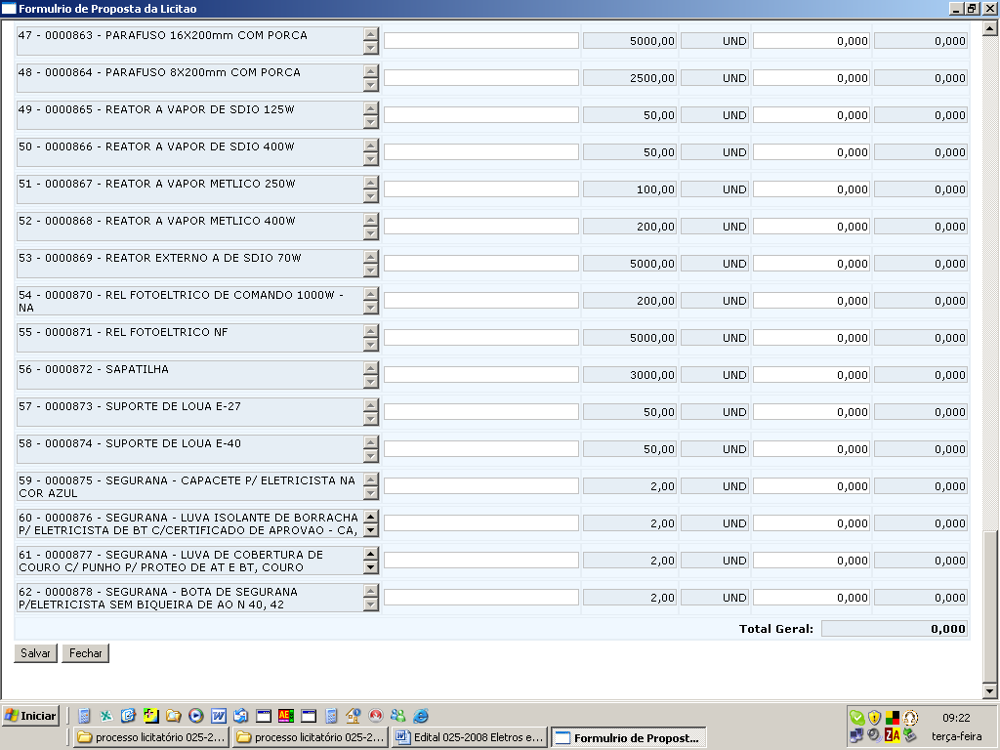 Formulrio de Proposta da Licitao
47 - 0000863 - PARAFUSO 16X200mm COM PORCA 5000,00 UND 0,000 0,000
48 - 0000864 - PARAFUSO 8X200mm COM PORCA 2500,00 UND 0,000 0,000
49 - 0000865 - REATOR A VAPOR DE SDIO 125W 50,00 UND 0,000 0,000
50 - 0000866 - REATOR A VAPOR DE SDIO 400W 50,00 UND 0,000 0,000
51 - 0000867 - REATOR A VAPOR METLICO 250W 100,00 UND 0,000 0,000
52 - 0000868 - REATOR A VAPOR METLICO 400W 200,00 UND 0,000 0,000
53 - 0000869 - REATOR EXTERNO A DE SDIO 70W 5000,00 UND 0,000 0,000
54 - 0000870 - REL FOTOELTRICO DE COMANDO 1000W -
NA 200,00 UND 0,000 0,000
55 - 0000871 - REL FOTOELTRICO NF 5000,00 UND 0,000 0,000
56 - 0000872 - SAPATILHA 3000,00 UND 0,000 0,000
57 - 0000873 - SUPORTE DE LOUA E-27 50,00 UND 0,000 0,000
58 - 0000874 - SUPORTE DE LOUA E-40 50,00 UND 0,000 0,000
59 - 0000875 - SEGURANA - CAPACETE P/ ELETRICISTA NA
COR AZUL 2,00 UND 0,000 0,000
60 - 0000876 - SEGURANA - LUVA ISOLANTE DE BORRACHA
P/ ELETRICISTA DE BT C/CERTIFICADO DE APROVAO - CA, 2,00 UND 0,000 0,000
61 - 0000877 - SEGURANA - LUVA DE COBERTURA DE
COURO C/ PUNHO P/ PROTEO DE AT E BT, COURO 2,00 UND 0,000 0,000
62 - 0000878 - SEGURANA - BOTA DE SEGURANA
P/ELETRICISTA SEM BIQUEIRA DE AO N 40, 42 2,00 UND 0,000 0,000
Total Geral: 0,000
Salvar Fechar
Iniciar 09:22
processo licitatório 025-2... processo licitatório 025-2... Edital 025-2008 Eletros e... Formulrio de Propost... terça-feira